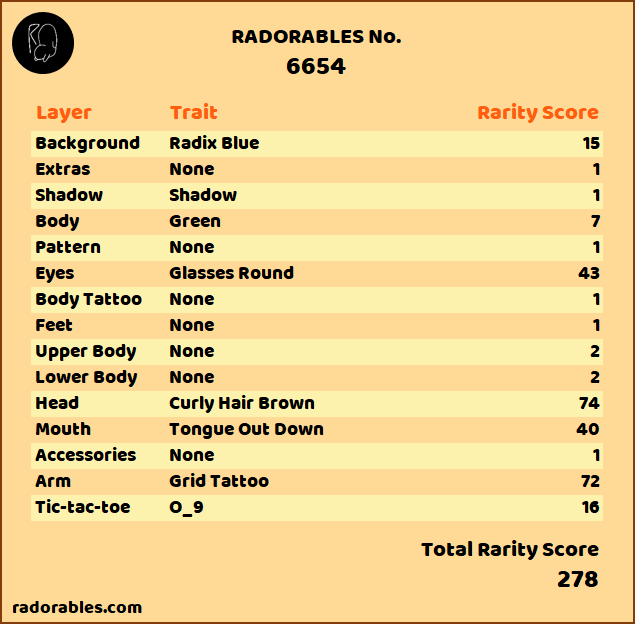 RADORABLES No.
6654
Layer Trait Rarity Score
Background Radix Blue 15
Extras None 1
Shadow Shadow 1
Body Green 7
Pattern None 1
Eyes Glasses Round 43
Body Tattoo None 1
Feet None 1
Upper Body None 2
Lower Body None 2
Head Curly Hair Brown 74
Mouth Tongue Out Down 40
Accessories None 1
Arm Grid Tattoo 72
Tic-tac-toe O_9 16
Total Rarity Score
278
radorables.com